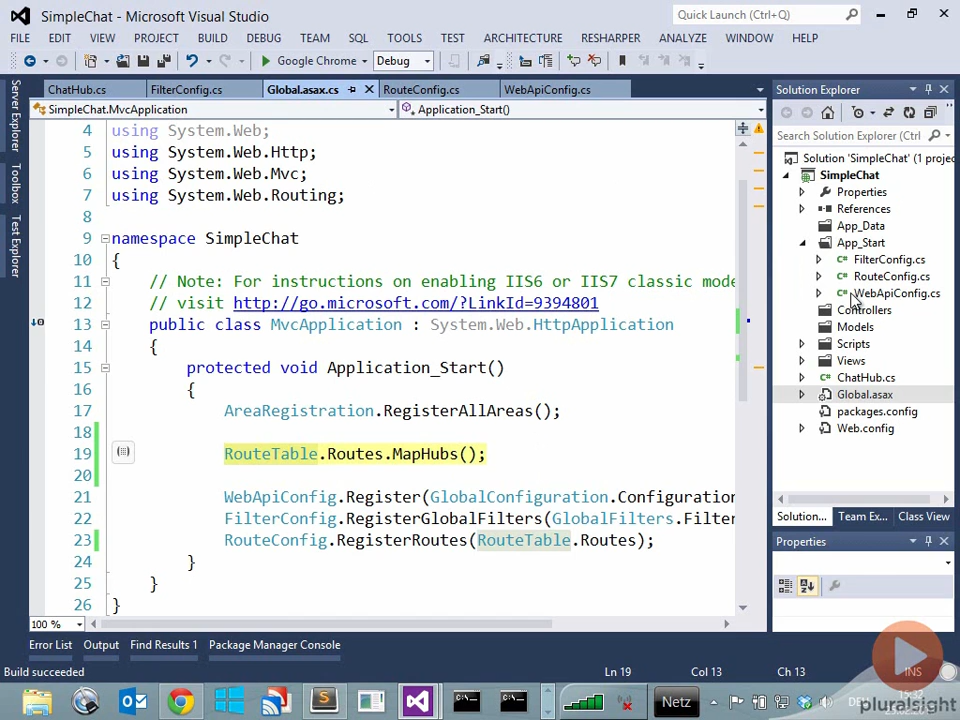 SimpleChat - Microsoft Visual Studio
Quick Launch (Ctrl+Q)
FILE EDIT VIEW PROJECT BUILD DEBUG TEAM SQL TOOLS TEST ARCHITECTURE RESHARPER ANALYZE WINDOW HELP
Google Chrome Debug
ChatHub.cs FilterConfig.cs Global.asax.cs RouteConfig.cs WebApiConfig.cs
SimpleChat.MvcApplication Application_Start()
Server Explorer
Toolbox
Test Explorer
4 using System.Web;
5 using System.Web.Http;
6 using System.Web.Mvc;
7 using System.Web.Routing;
8
9 namespace SimpleChat
10 {
11 // Note: For instructions on enabling IIS6 or IIS7 classic mode
12 // visit http://go.microsoft.com/?LinkId=9394801
13 public class MvcApplication : System.Web.HttpApplication
14 {
15 protected void Application_Start()
16 {
17 AreaRegistration.RegisterAllAreas();
18
19 RouteTable.Routes.MapHubs();
20
21 WebApiConfig.Register(GlobalConfiguration.Configuration
22 FilterConfig.RegisterGlobalFilters(GlobalFilters.Filter
23 RouteConfig.RegisterRoutes(RouteTable.Routes);
24 }
25 }
26 }
100 %
Solution Explorer
Search Solution Explorer (Ctrl
Solution 'SimpleChat' (1 projec
SimpleChat
Properties
References
App_Data
App_Start
FilterConfig.cs
RouteConfig.cs
WebApiConfig.cs
Controllers
Models
Scripts
Views
ChatHub.cs
Global.asax
packages.config
Web.config
Solution... Team Ex... Class View
Properties
Error List Output Find Results 1 Package Manager Console
Build succeeded Ln 19 Col 13 Ch 13 INS
Netz
15:32
pluralsight